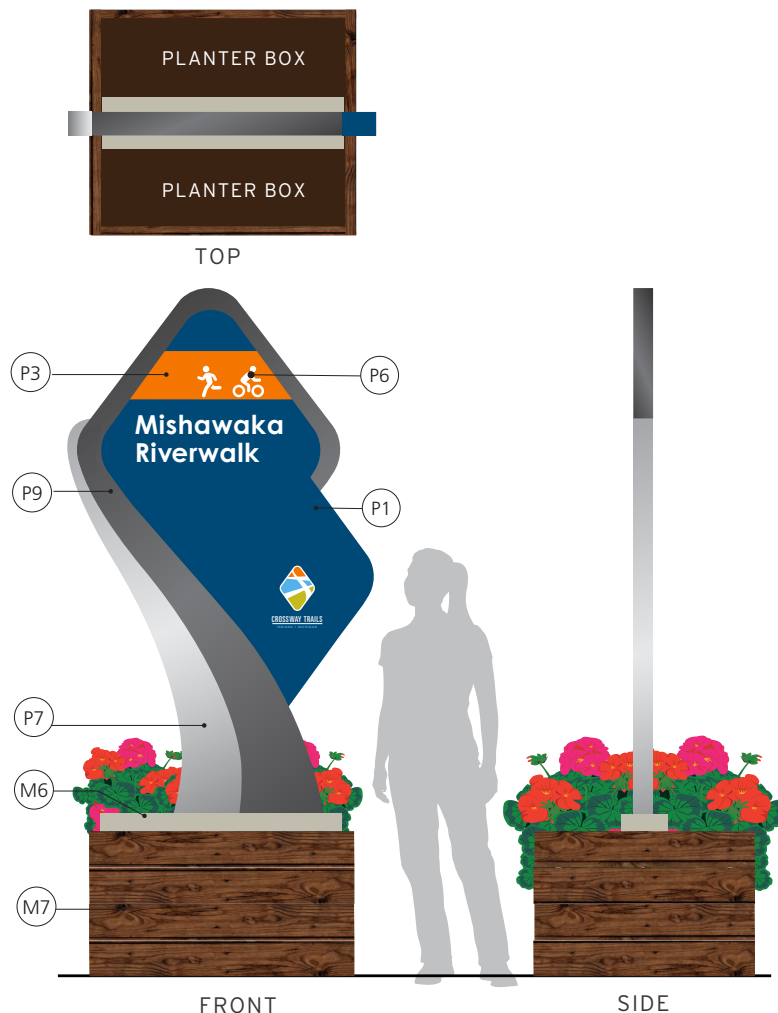 PLANTER BOX
PLANTER BOX
TOP
P3
P6
Mishawaka
Riverwalk
P9
P1
CROSSWAY TRAILS
P7
M6
M7
FRONT
SIDE